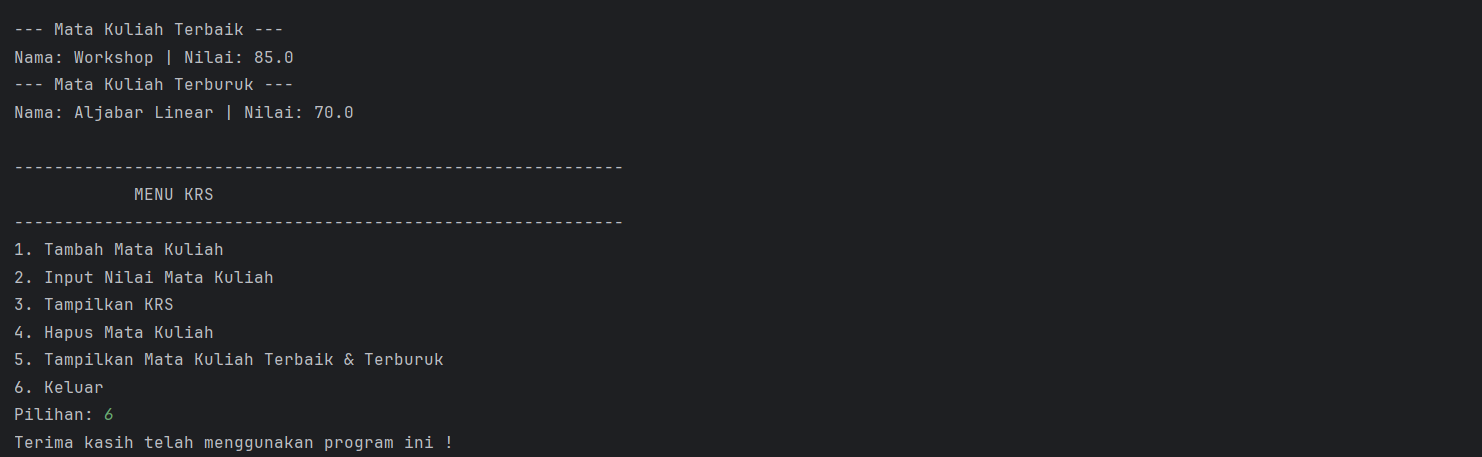 --- Mata Kuliah Terbaik ---
Nama: Workshop | Nilai: 85.0
--- Mata Kuliah Terburuk ---
Nama: Aljabar Linear | Nilai: 70.0
-------------------------------------------------------------
MENU KRS
-------------------------------------------------------------
1. Tambah Mata Kuliah
2. Input Nilai Mata Kuliah
3. Tampilkan KRS
4. Hapus Mata Kuliah
5. Tampilkan Mata Kuliah Terbaik & Terburuk
6. Keluar
Pilihan: 6
Terima kasih telah menggunakan program ini !